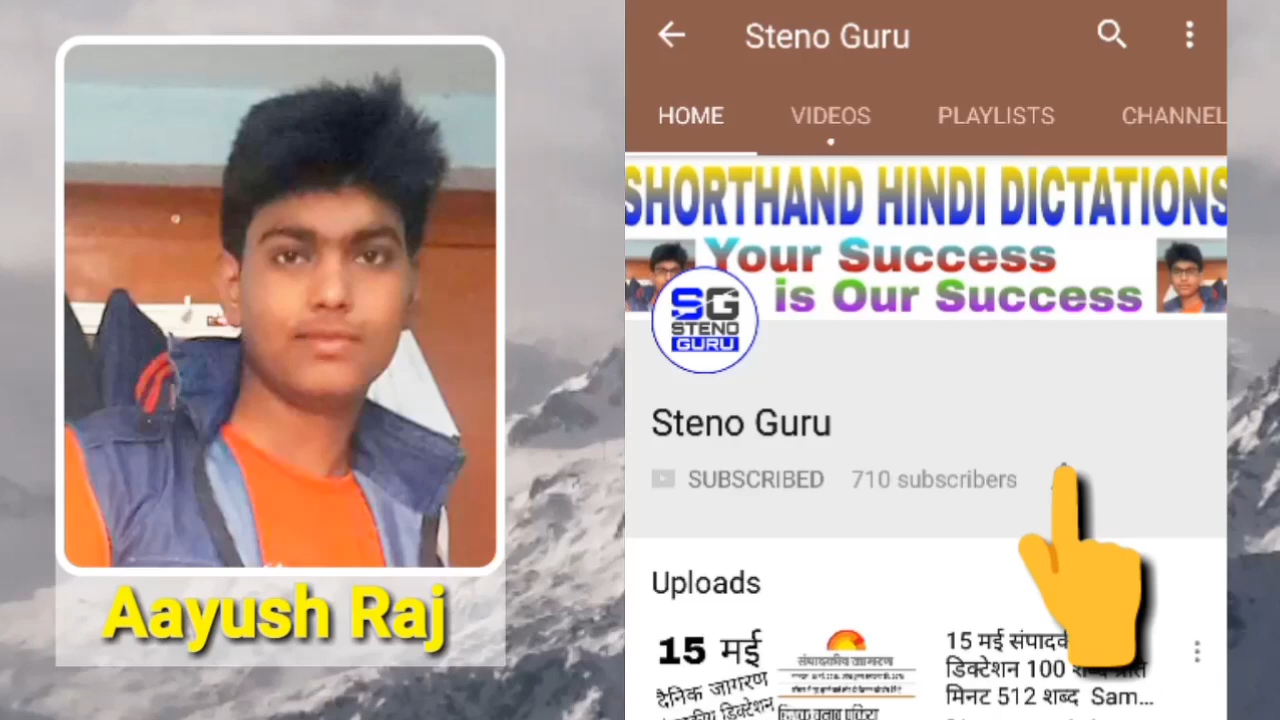 Aayush Raj
Steno Guru
HOME VIDEOS PLAYLISTS CHANNEL
SHORTHAND HINDI DICTATIONS
Your Success
is Our Success
SG
STENO
GURU
Steno Guru
SUBSCRIBED 710 subscribers
Uploads
15 मई
दैनिक जागरण
डिक्टेशन
संपादकीय जागरण
15 मई
डिक्टेशन 100
मिनट 512 शब्द Sam...